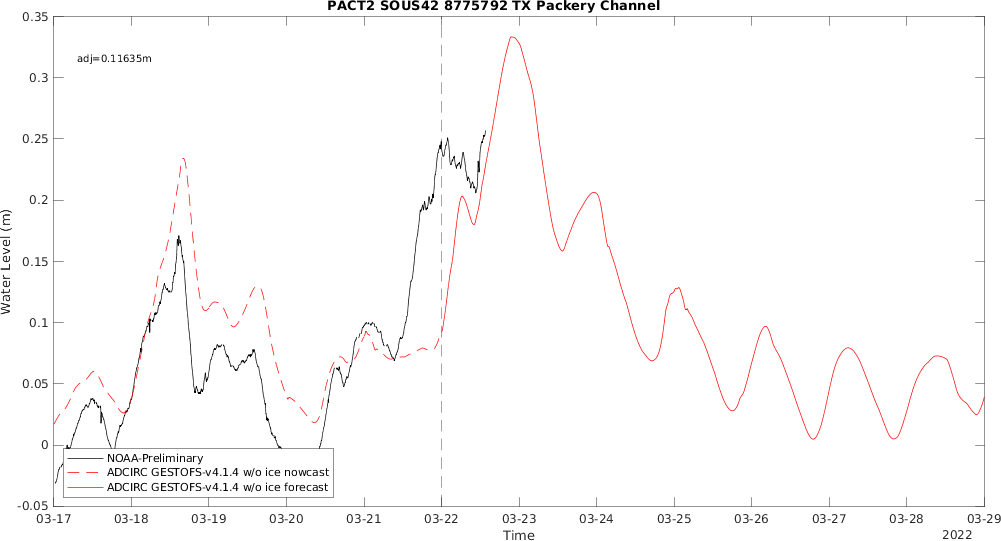 PACT2 SOUS42 8775792 TX Packery Channel
adj=0.11635m
0.35
0.3
0.25
0.2
0.15
0.1
0.05
0
-0.05
Water Level (m)
NOAA-Preliminary
ADCIRC GESTOFS-v4.1.4 w/o ice nowcast
ADCIRC GESTOFS-v4.1.4 w/o ice forecast
03-17 03-18 03-19 03-20 03-21 03-22 03-23 03-24 03-25 03-26 03-27 03-28 03-29
Time
2022